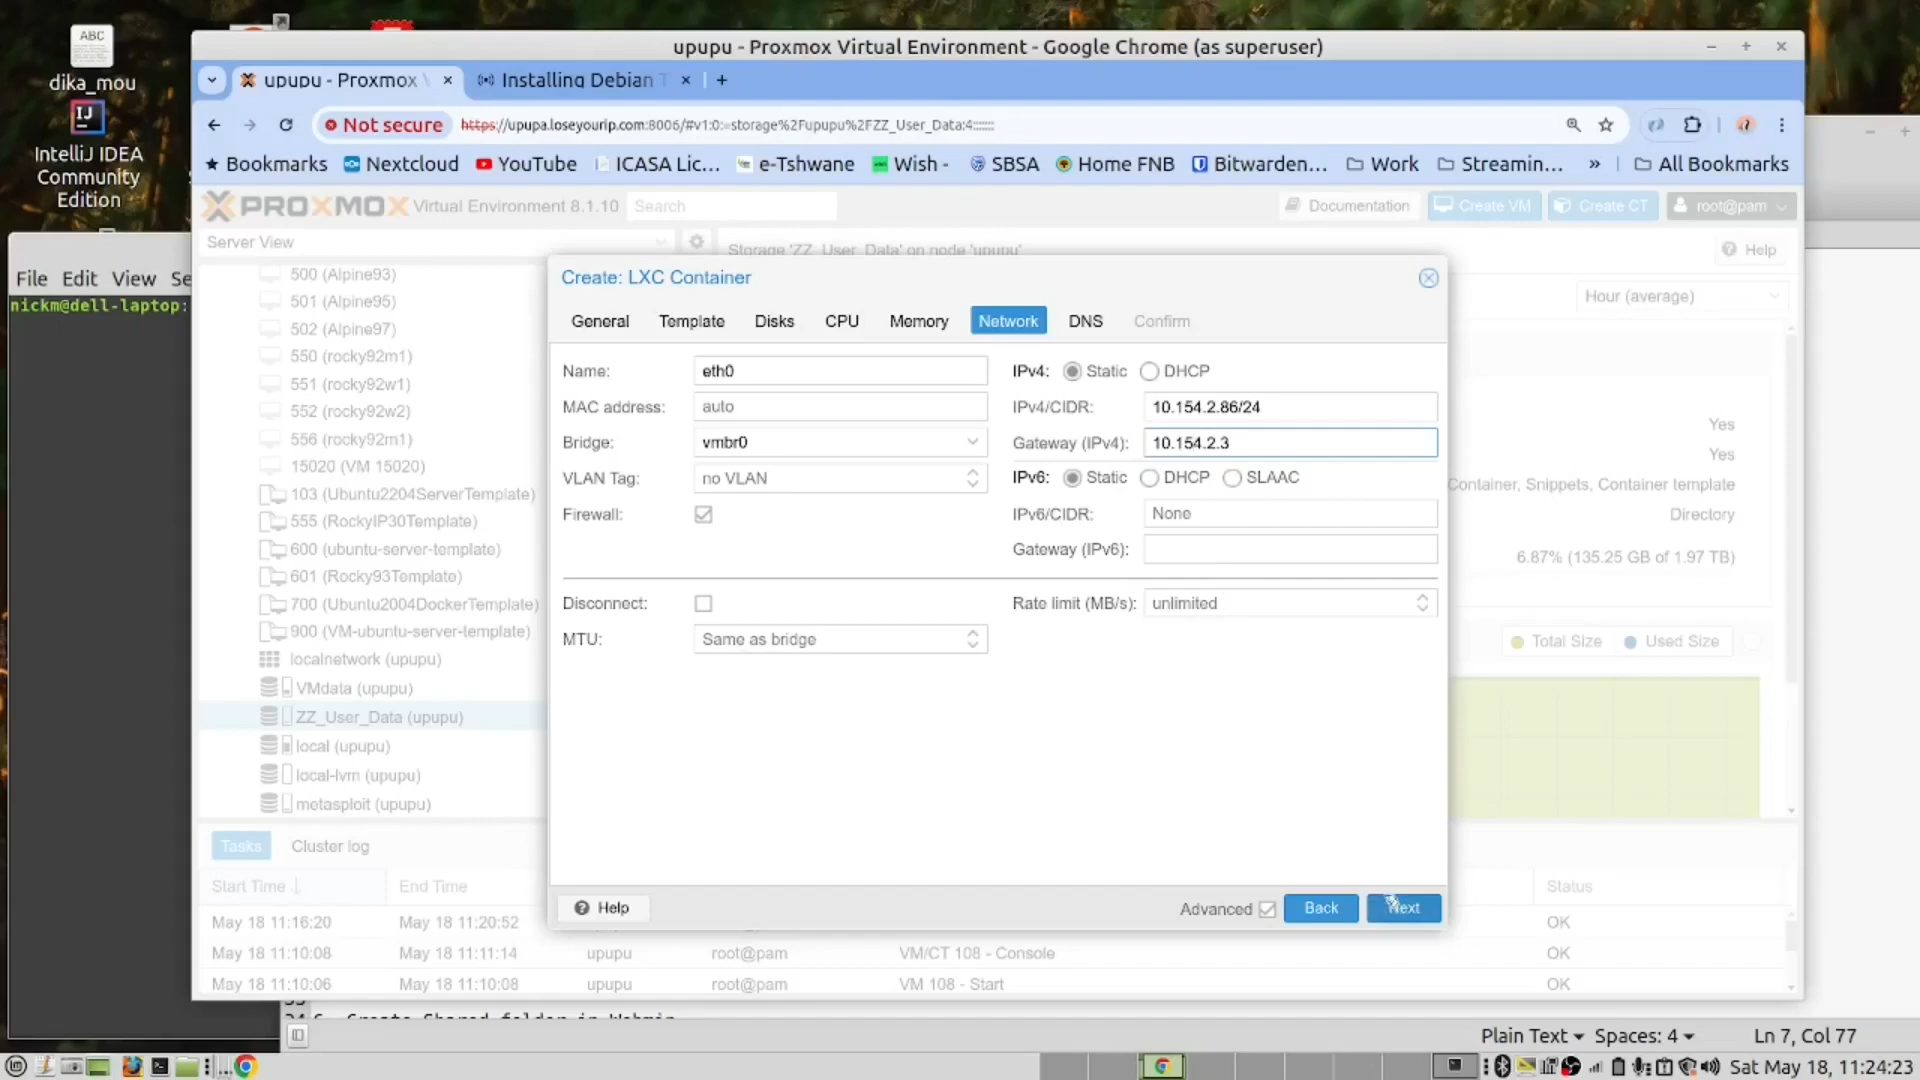 ABC
dika_mou
IJ
IntelliJ IDEA
Community
Edition
upupu - Proxmox Virtual Environment - Google Chrome (as superuser)
upupu - Proxmox V
Installing Debian T
Not secure https://upupa.loseyourip.com:8006/#v1:0:=storage%2Fupupu%2FZZ_User_Data:4:::::::
Bookmarks Nextcloud YouTube ICASA Lic... e-Tshwane Wish - SBSA Home FNB Bitwarden... Work Streamin... » All Bookmarks
PROXMOX Virtual Environment 8.1.10 Search Documentation Create VM Create CT root@pam
Server View
Storage 'ZZ_User_Data' on node 'upupu'
Help
File Edit View Se
nickm@dell-laptop:
500 (Alpine93)
501 (Alpine95)
502 (Alpine97)
550 (rocky92m1)
551 (rocky92w1)
552 (rocky92w2)
556 (rocky92m1)
15020 (VM 15020)
103 (Ubuntu2204ServerTemplate)
555 (RockyIP30Template)
600 (ubuntu-server-template)
601 (Rocky93Template)
700 (Ubuntu2004DockerTemplate)
900 (VM-ubuntu-server-template)
localnetwork (upupu)
VMdata (upupu)
ZZ_User_Data (upupu)
local (upupu)
local-lvm (upupu)
metasploit (upupu)
Create: LXC Container
General Template Disks CPU Memory Network DNS Confirm
Name: eth0
MAC address: auto
Bridge: vmbr0
VLAN Tag: no VLAN
Firewall:
IPv4: Static DHCP
IPv4/CIDR: 10.154.2.86/24
Gateway (IPv4): 10.154.2.3
IPv6: Static DHCP SLAAC
IPv6/CIDR: None
Gateway (IPv6):
Disconnect:
MTU: Same as bridge
Rate limit (MB/s): unlimited
Help
Advanced Back Next
Hour (average)
Yes
Yes
Container, Snippets, Container template
Directory
6.87% (135.25 GB of 1.97 TB)
Total Size Used Size
Tasks Cluster log
Start Time End Time Status
May 18 11:16:20 May 18 11:20:52 OK
May 18 11:10:08 May 18 11:11:14 upupu root@pam VM/CT 108 - Console OK
May 18 11:10:06 May 18 11:10:08 upupu root@pam VM 108 - Start OK
Plain Text Spaces: 4 Ln 7, Col 77
Sat May 18, 11:24:23